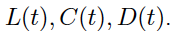 L(t), C(t), D(t).